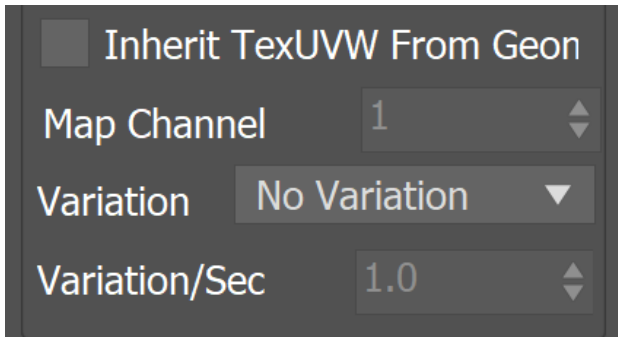 Inherit TexUVW From Geon
Map Channel 1
Variation No Variation
Variation/Sec 1.0